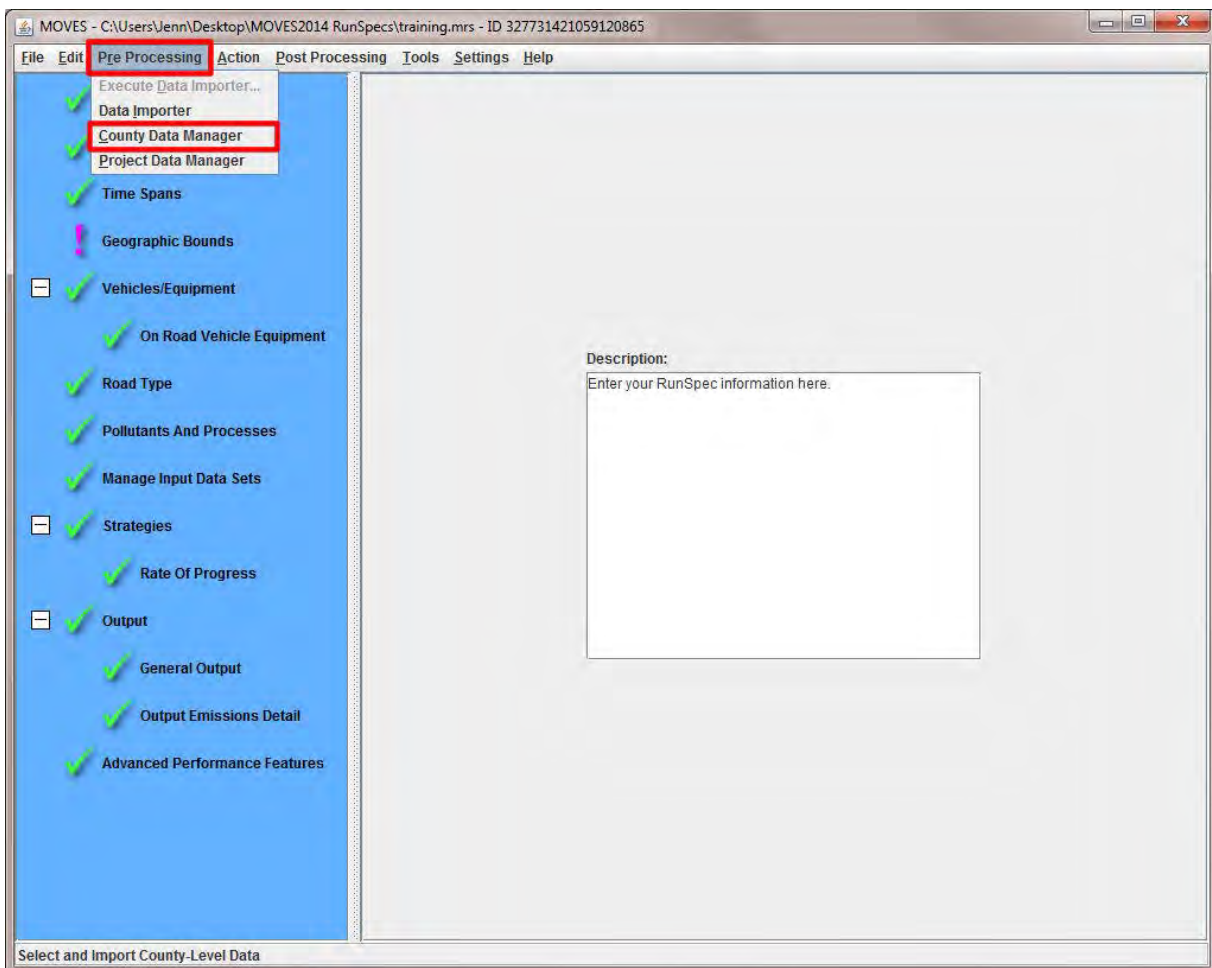 MOVES - C:\Users\Jenn\Desktop\MOVES2014 RunSpecs\training.mrs - ID 327731421059120865
File Edit Pre Processing Action Post Processing Tools Settings Help
Execute Data Importer...
Data Importer
County Data Manager
Project Data Manager
Time Spans
Geographic Bounds
Vehicles/Equipment
On Road Vehicle Equipment
Road Type
Pollutants And Processes
Manage Input Data Sets
Strategies
Rate Of Progress
Output
General Output
Output Emissions Detail
Advanced Performance Features
Description:
Enter your RunSpec information here.
Select and Import County-Level Data